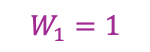 W₁ = 1